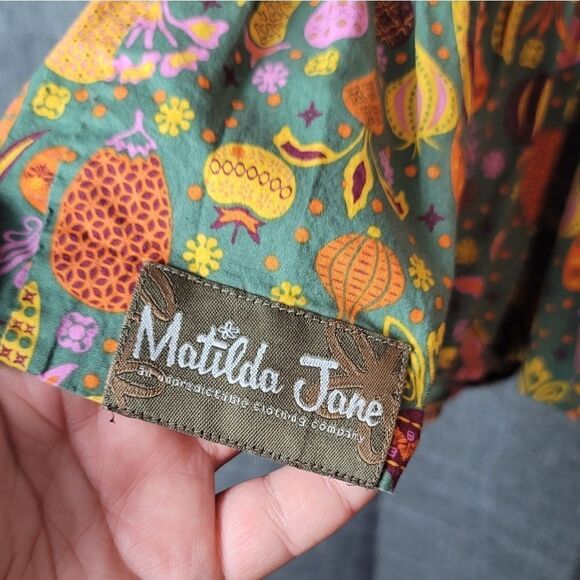 Matilda Jane
an unpredictable clothing company